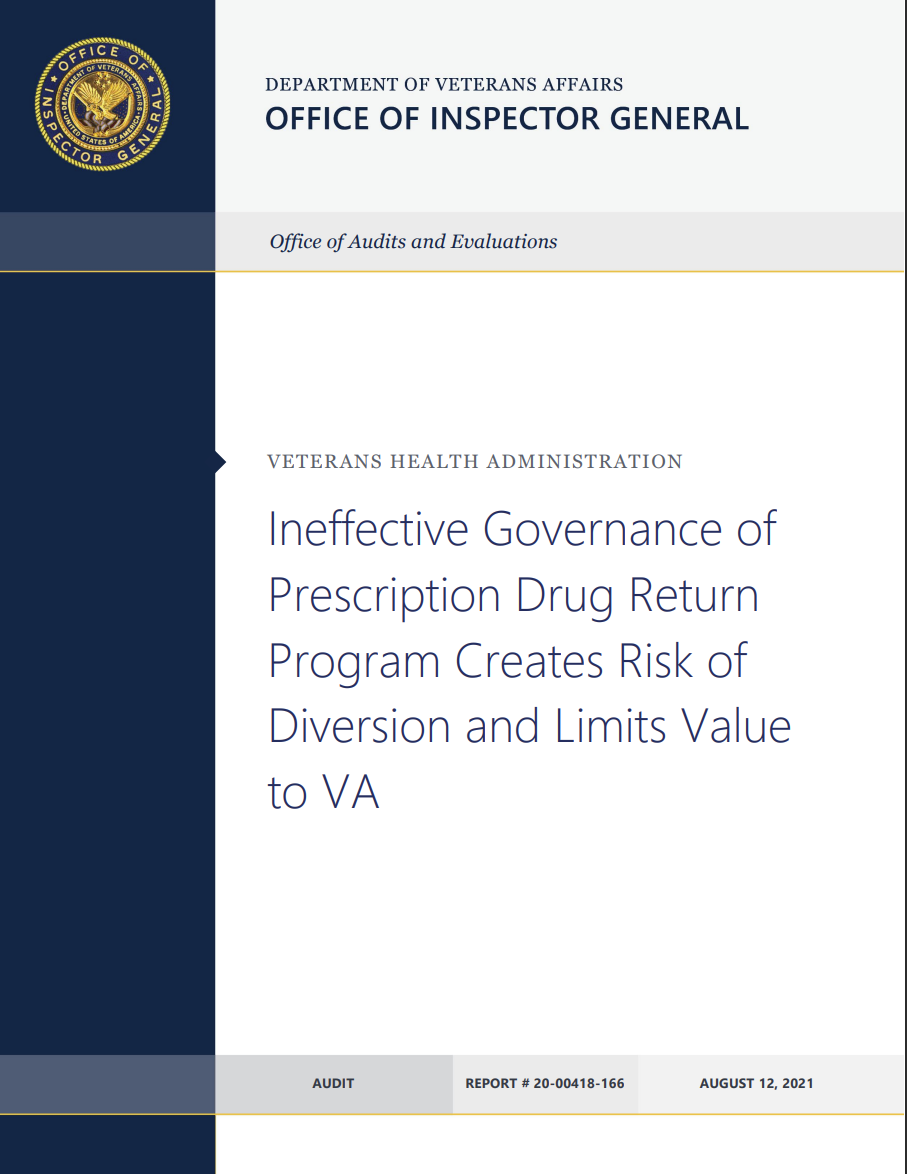 OFFICE OF
INSPECTOR GENERAL
DEPARTMENT OF VETERANS AFFAIRS
UNITED STATES OF AMERICA
DEPARTMENT OF VETERANS AFFAIRS
OFFICE OF INSPECTOR GENERAL
Office of Audits and Evaluations
VETERANS HEALTH ADMINISTRATION
Ineffective Governance of
Prescription Drug Return
Program Creates Risk of
Diversion and Limits Value
to VA
AUDIT
REPORT # 20-00418-166
AUGUST 12, 2021